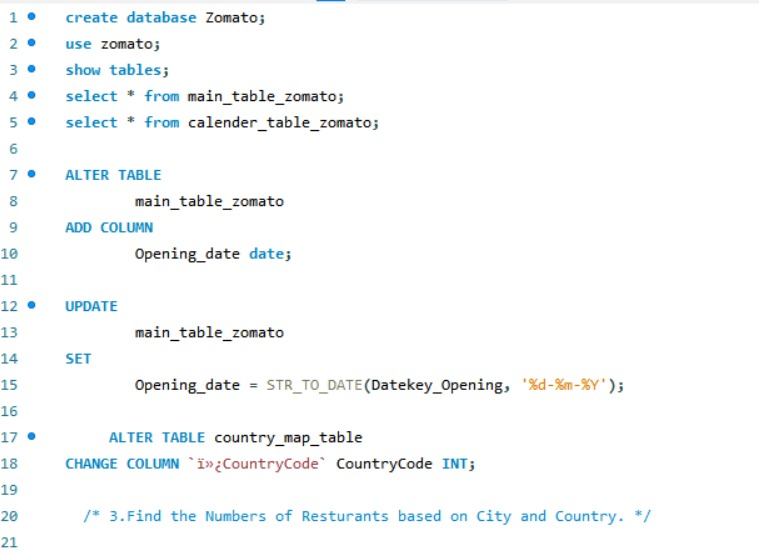 1 create database Zomato;
2 use zomato;
3 show tables;
4 select * from main_table_zomato;
5 select * from calender_table_zomato;
6
7 ALTER TABLE
8 main_table_zomato
9 ADD COLUMN
10 Opening_date date;
11
12 UPDATE
13 main_table_zomato
14 SET
15 Opening_date = STR_TO_DATE(Datekey_Opening, '%d-%m-%Y');
16
17 ALTER TABLE country_map_table
18 CHANGE COLUMN `ï»¿CountryCode` CountryCode INT;
19
20 /* 3.Find the Numbers of Resturants based on City and Country. */
21